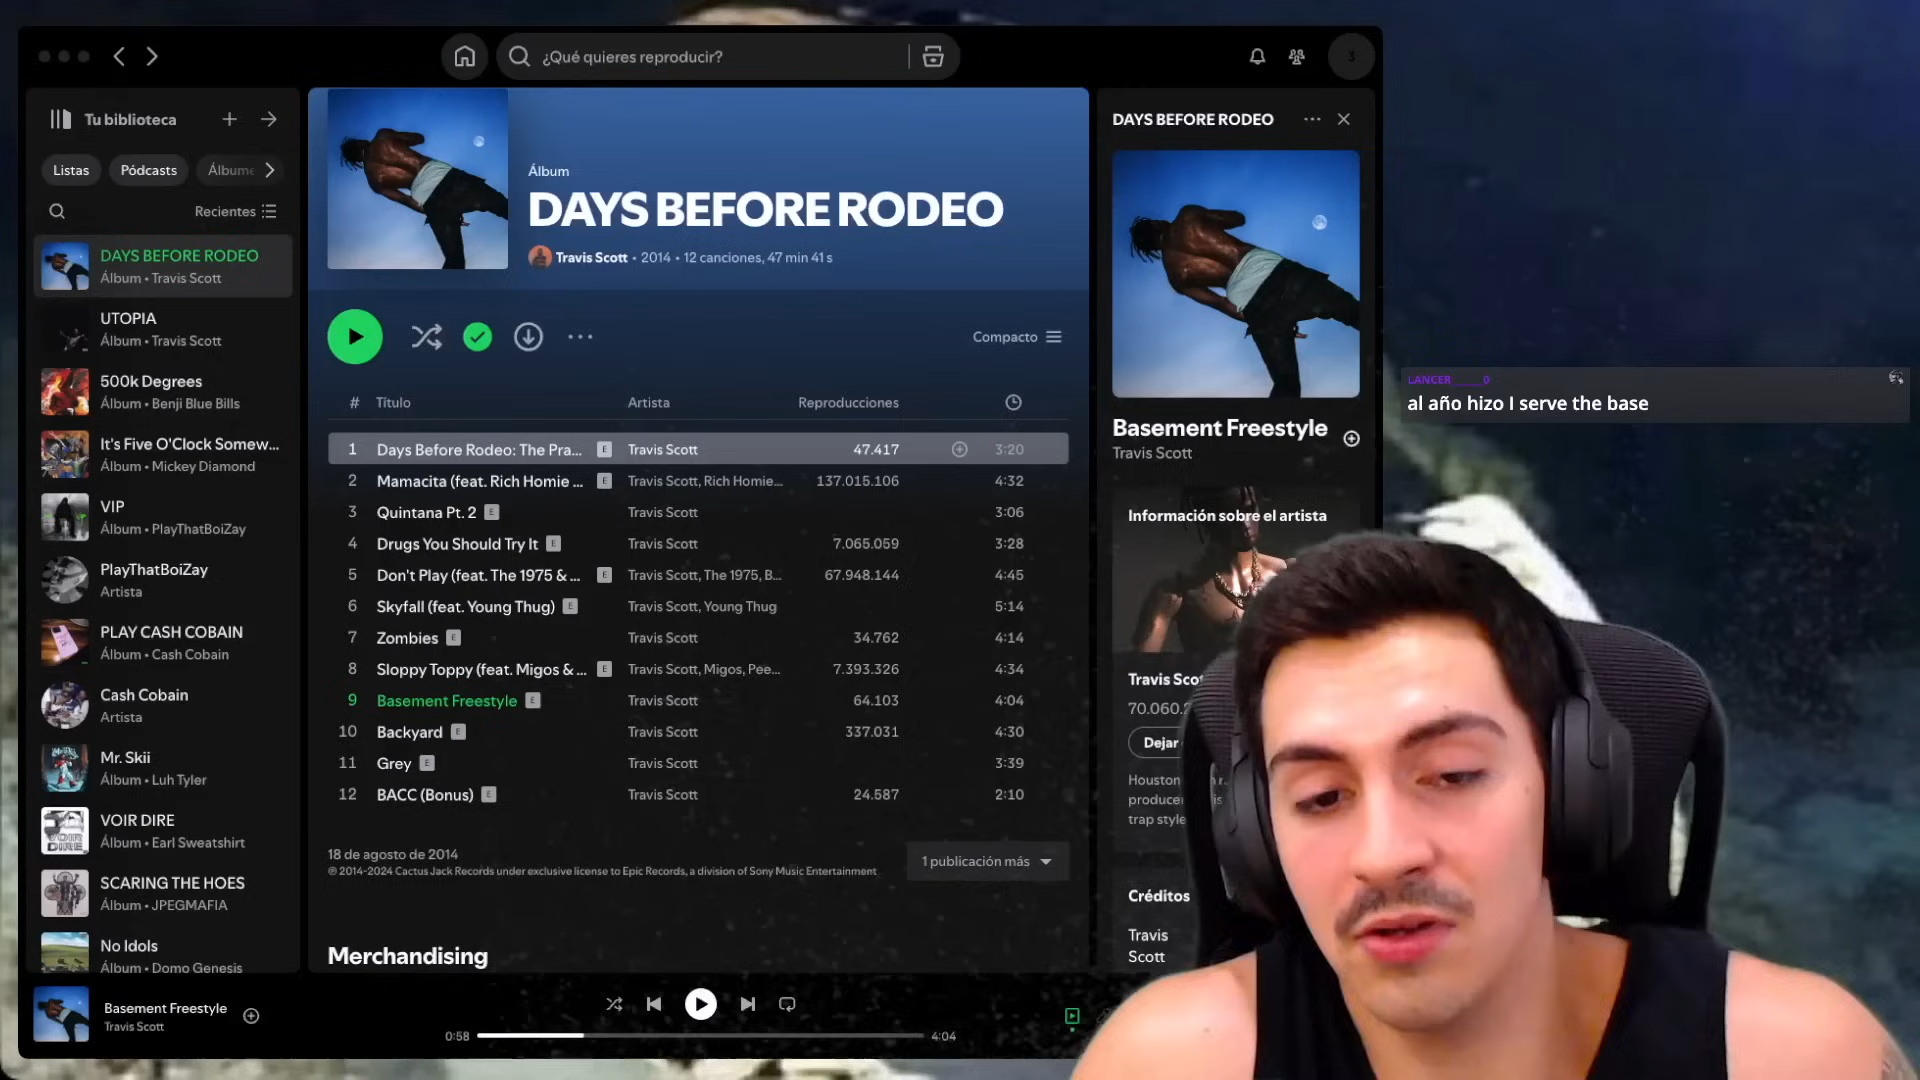 ¿Qué quieres reproducir?
Tu biblioteca
Listas
Pódcasts
Álbume
Recientes
DAYS BEFORE RODEO
Álbum • Travis Scott
UTOPIA
Álbum • Travis Scott
500k Degrees
Álbum • Benji Blue Bills
It's Five O'Clock Somew...
Álbum • Mickey Diamond
VIP
Álbum • PlayThatBoiZay
PlayThatBoiZay
Artista
PLAY CASH COBAIN
Álbum • Cash Cobain
Cash Cobain
Artista
Mr. Skii
Álbum • Luh Tyler
VOIR DIRE
Álbum • Earl Sweatshirt
SCARING THE HOES
Álbum • JPEGMAFIA
No Idols
Álbum • Domo Genesis
Álbum
DAYS BEFORE RODEO
Travis Scott • 2014 • 12 canciones, 47 min 41 s
Compacto
# Título Artista Reproducciones
1 Days Before Rodeo: The Pra... E Travis Scott 47.417 3:20
2 Mamacita (feat. Rich Homie ... E Travis Scott, Rich Homie... 137.015.106 4:32
3 Quintana Pt. 2 E Travis Scott 3:06
4 Drugs You Should Try It E Travis Scott 7.065.059 3:28
5 Don't Play (feat. The 1975 & ... E Travis Scott, The 1975, B... 67.948.144 4:45
6 Skyfall (feat. Young Thug) E Travis Scott, Young Thug 5:14
7 Zombies E Travis Scott 34.762 4:14
8 Sloppy Toppy (feat. Migos & ... E Travis Scott, Migos, Pee... 7.393.326 4:34
9 Basement Freestyle E Travis Scott 64.103 4:04
10 Backyard E Travis Scott 337.031 4:30
11 Grey E Travis Scott 3:39
12 BACC (Bonus) E Travis Scott 24.587 2:10
18 de agosto de 2014
℗ 2014-2024 Cactus Jack Records under exclusive license to Epic Records, a division of Sony Music Entertainment
1 publicación más
Merchandising
DAYS BEFORE RODEO
Basement Freestyle
Travis Scott
Información sobre el artista
Travis Sco
70.060.
Dejar
Houston
producer
trap style
Créditos
Travis
Scott
LANCER_____0
al año hizo I serve the base
Basement Freestyle
Travis Scott
0:58
4:04